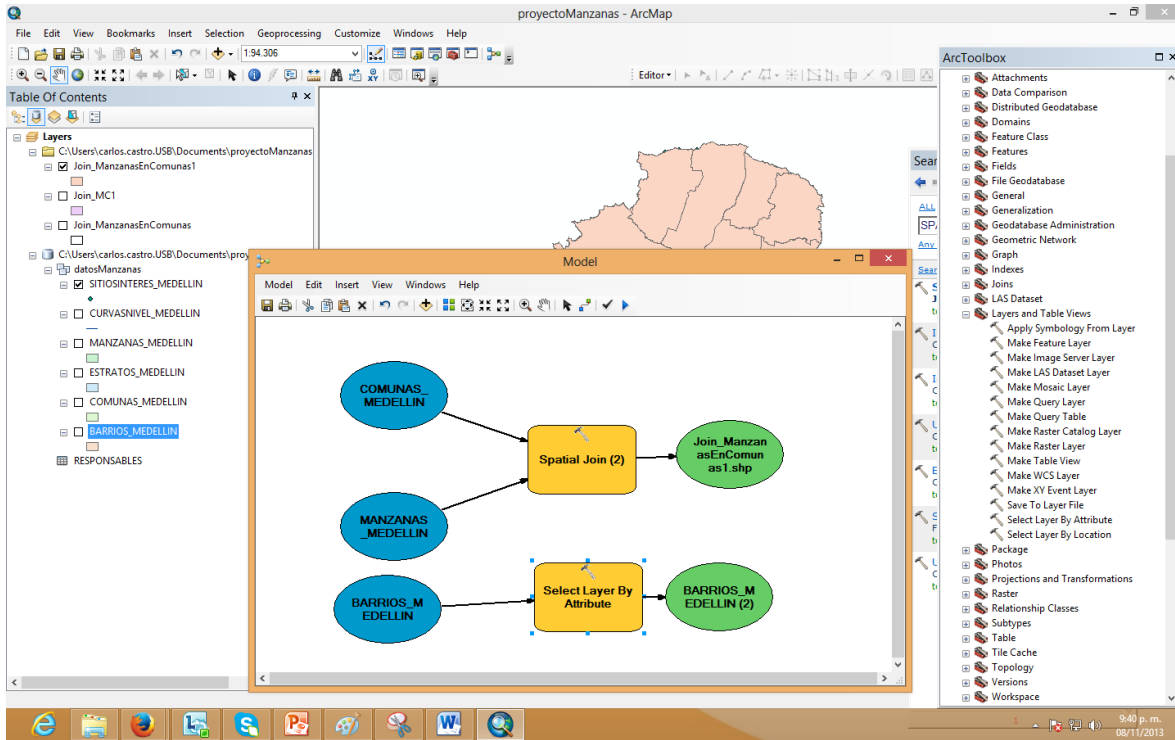 proyectoManzanas - ArcMap
File Edit View Bookmarks Insert Selection Geoprocessing Customize Windows Help
1:94.306
Editor
Table Of Contents
Layers
C:\Users\carlos.castro.USB\Documents\proyectoManzanas
Join_ManzanasEnComunas1
Join_MC1
Join_ManzanasEnComunas
C:\Users\carlos.castro.USB\Documents\proy
datosManzanas
SITIOSINTERES_MEDELLIN
CURVASNIVEL_MEDELLIN
MANZANAS_MEDELLIN
ESTRATOS_MEDELLIN
COMUNAS_MEDELLIN
BARRIOS_MEDELLIN
RESPONSABLES
Model
Model Edit Insert View Windows Help
COMUNAS_
MEDELLIN
MANZANAS
_MEDELLIN
Spatial Join (2)
Join_Manzan
asEnComun
as1.shp
BARRIOS_M
EDELLIN
Select Layer By
Attribute
BARRIOS_M
EDELLIN (2)
Sear
ALL
SP
Any
Sear
ArcToolbox
Attachments
Data Comparison
Distributed Geodatabase
Domains
Feature Class
Features
Fields
File Geodatabase
General
Generalization
Geodatabase Administration
Geometric Network
Graph
Indexes
Joins
LAS Dataset
Layers and Table Views
Apply Symbology From Layer
Make Feature Layer
Make Image Server Layer
Make LAS Dataset Layer
Make Mosaic Layer
Make Query Layer
Make Query Table
Make Raster Catalog Layer
Make Raster Layer
Make Table View
Make WCS Layer
Make XY Event Layer
Save To Layer File
Select Layer By Attribute
Select Layer By Location
Package
Photos
Projections and Transformations
Raster
Relationship Classes
Subtypes
Table
Tile Cache
Topology
Versions
Workspace
9:40 p. m.
08/11/2013